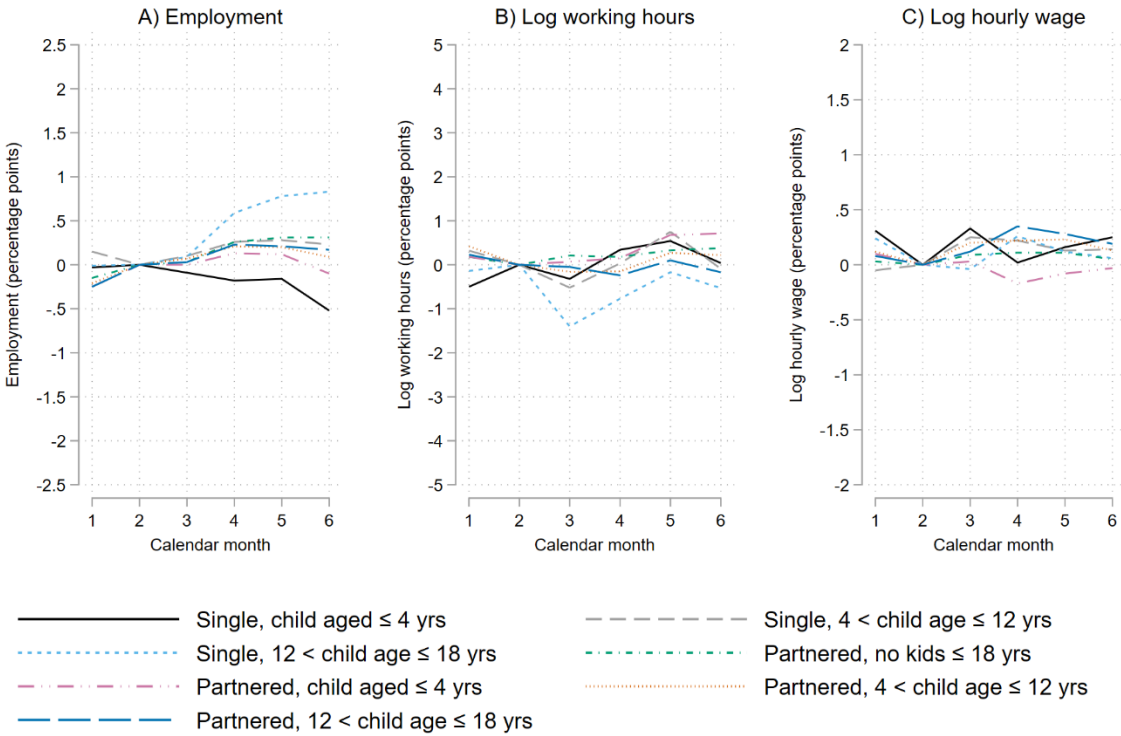 A) Employment
2.5
2
1.5
1
.5
0
-.5
-1
-1.5
-2
-2.5
Employment (percentage points)
1 2 3 4 5 6
Calendar month
B) Log working hours
5
4
3
2
1
0
-1
-2
-3
-4
-5
Log working hours (percentage points)
1 2 3 4 5 6
Calendar month
C) Log hourly wage
2
1.5
1
.5
0
-.5
-1
-1.5
-2
Log hourly wage (percentage points)
1 2 3 4 5 6
Calendar month
Single, child aged ≤ 4 yrs
Single, 4 < child age ≤ 12 yrs
Single, 12 < child age ≤ 18 yrs
Partnered, no kids ≤ 18 yrs
Partnered, child aged ≤ 4 yrs
Partnered, 4 < child age ≤ 12 yrs
Partnered, 12 < child age ≤ 18 yrs